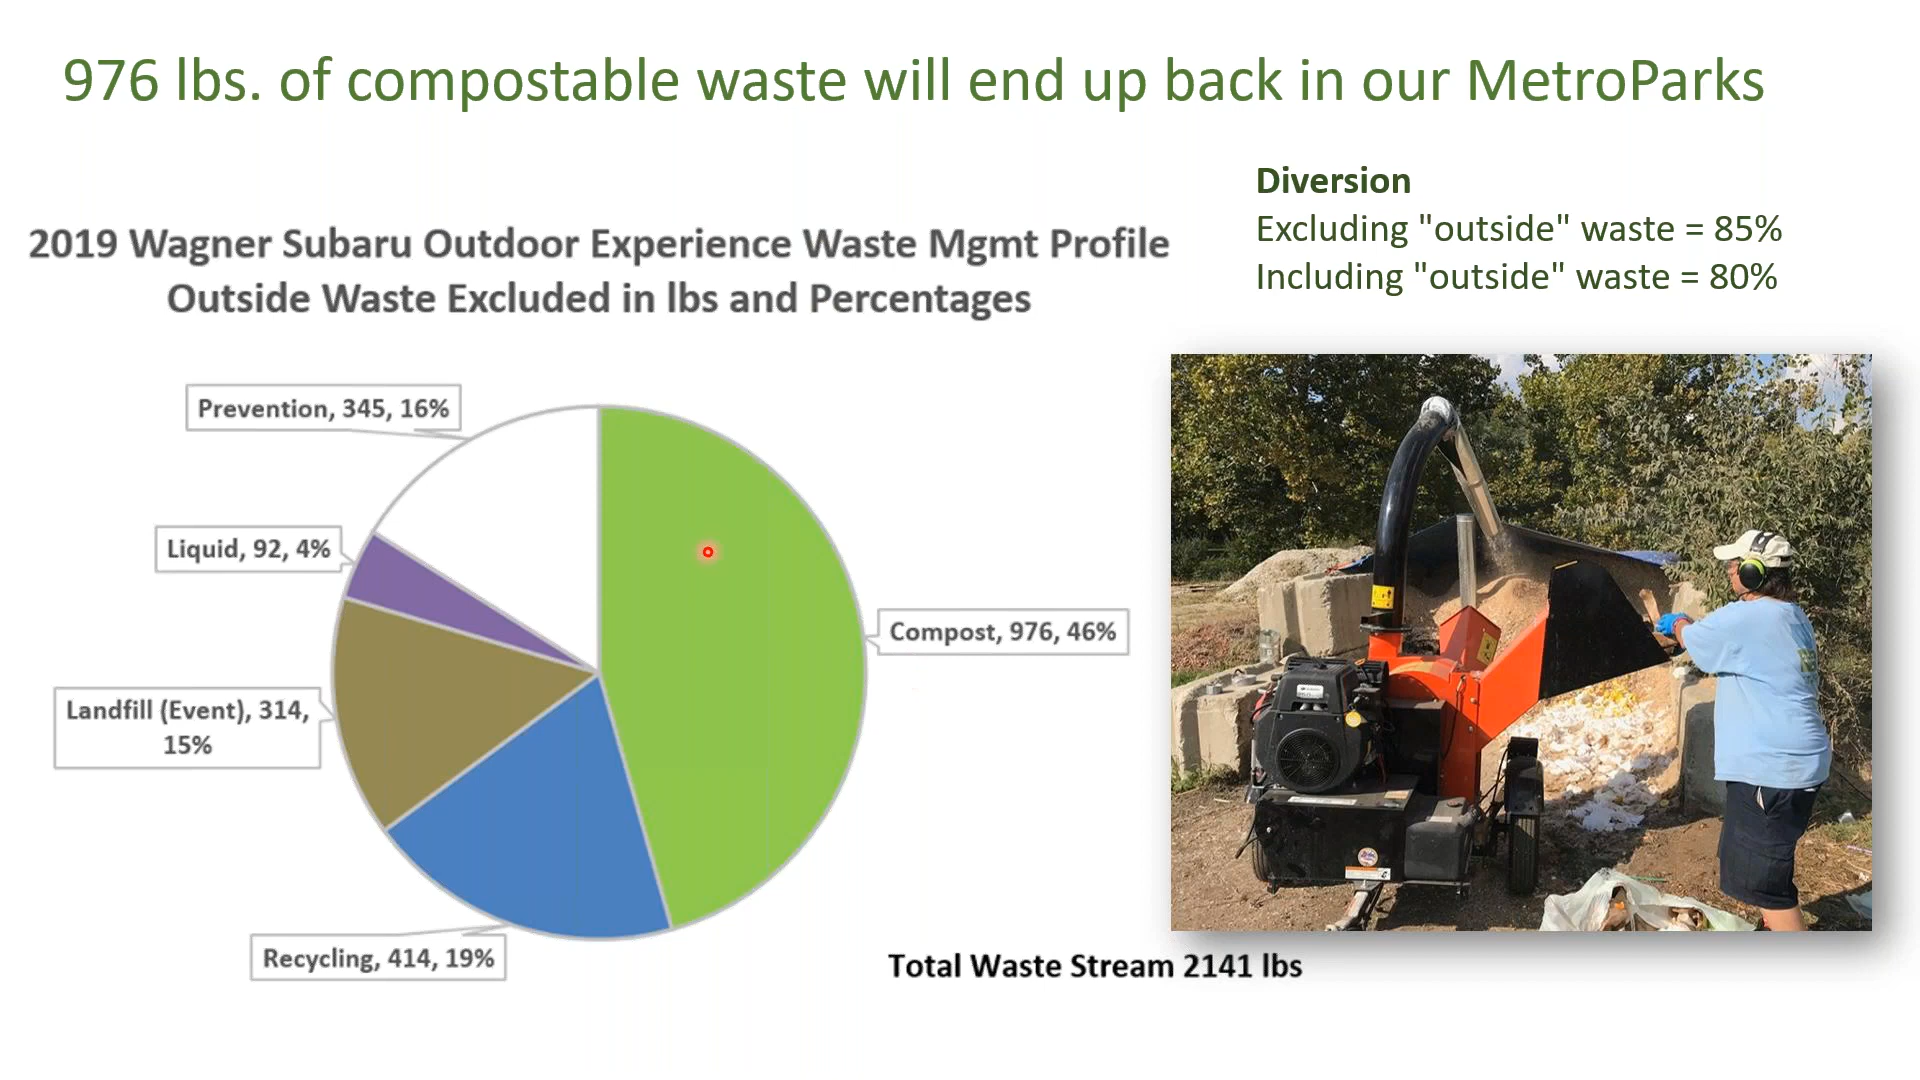 976 lbs. of compostable waste will end up back in our MetroParks
Diversion
Excluding "outside" waste = 85%
Including "outside" waste = 80%
2019 Wagner Subaru Outdoor Experience Waste Mgmt Profile
Outside Waste Excluded in lbs and Percentages
Prevention, 345, 16%
Liquid, 92, 4%
Compost, 976, 46%
Landfill (Event), 314,
15%
Recycling, 414, 19%
Total Waste Stream 2141 lbs